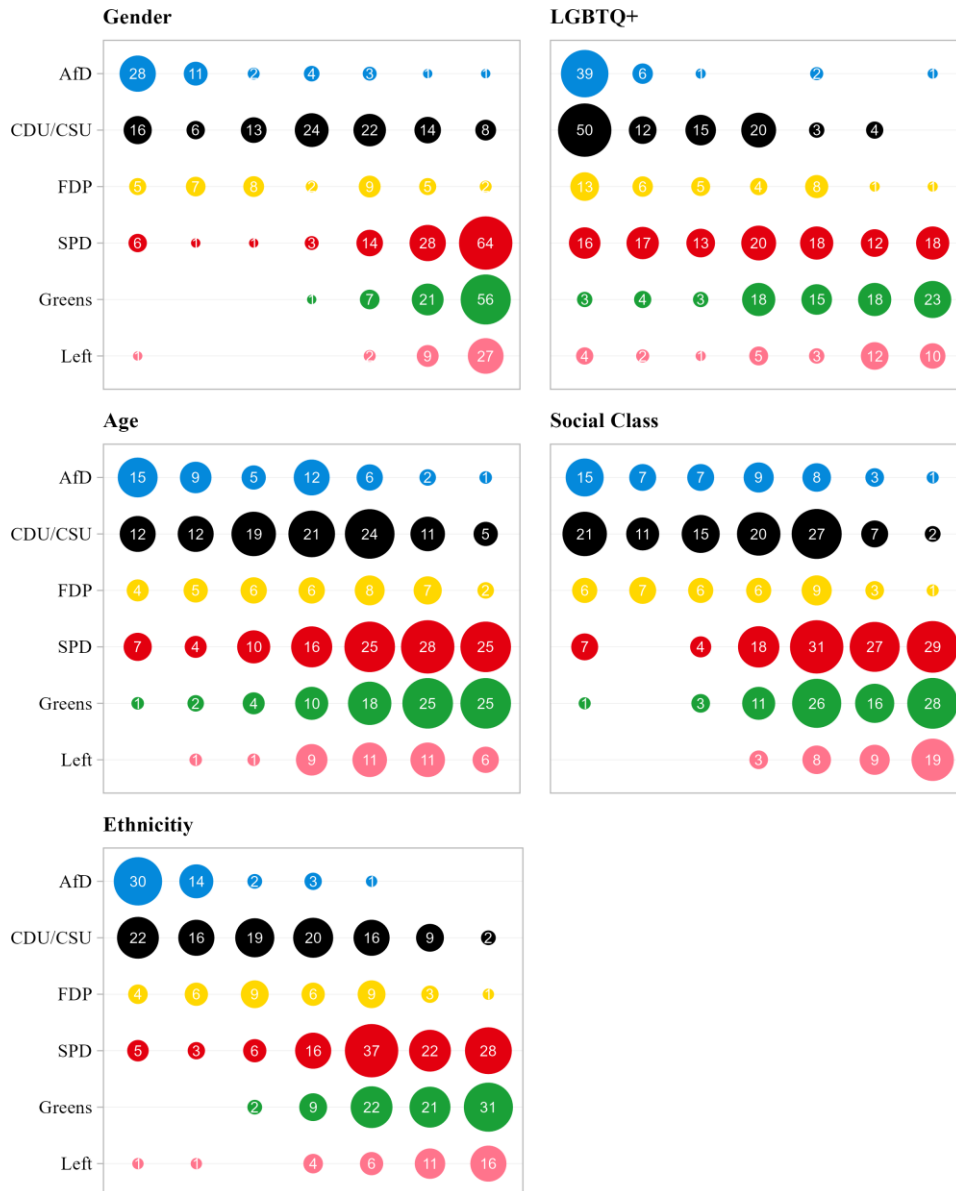 Gender LGBTQ+
AfD 28 11 2 4 3 1 1 39 6 1 2 1
CDU/CSU 16 6 13 24 22 14 8 50 12 15 20 3 4
FDP 5 7 8 2 9 5 2 13 6 5 4 8 1 1
SPD 6 1 1 3 14 28 64 16 17 13 20 18 12 18
Greens 1 7 21 56 3 4 3 18 15 18 23
Left 1 2 9 27 4 2 1 5 3 12 10
Age Social Class
AfD 15 9 5 12 6 2 1 15 7 7 9 8 3 1
CDU/CSU 12 12 19 21 24 11 5 21 11 15 20 27 7 2
FDP 4 5 6 6 8 7 2 6 7 6 6 9 3 1
SPD 7 4 10 16 25 28 25 7 4 18 31 27 29
Greens 1 2 4 10 18 25 25 1 3 11 26 16 28
Left 1 1 9 11 11 6 3 8 9 19
Ethnicitiy
AfD 30 14 2 3 1
CDU/CSU 22 16 19 20 16 9 2
FDP 4 6 9 6 9 3 1
SPD 5 3 6 16 37 22 28
Greens 2 9 22 21 31
Left 1 1 4 6 11 16